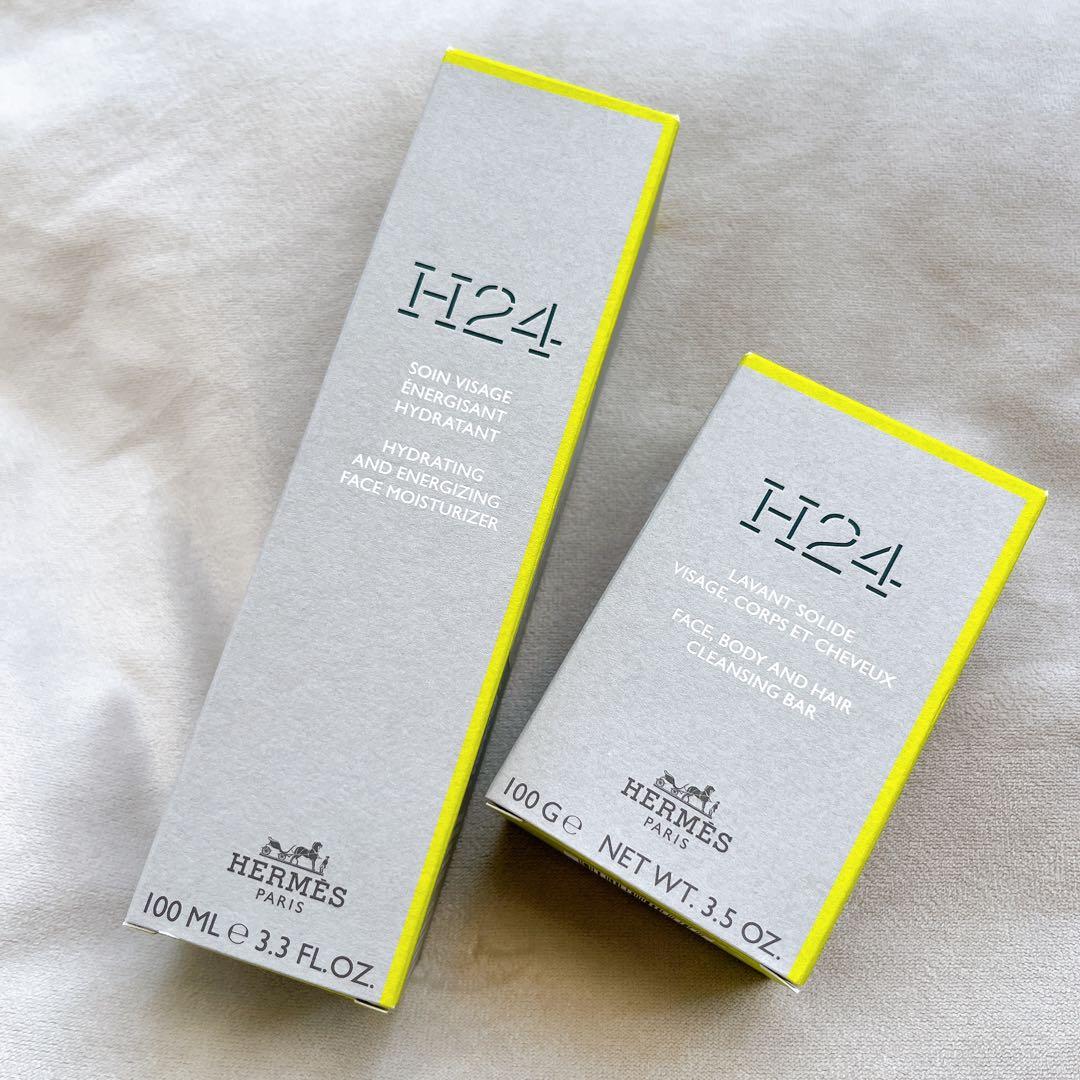 H24
SOIN VISAGE
ÉNERGISANT
HYDRATANT
HYDRATING
AND ENERGIZING
FACE MOISTURIZER
HERMÈS
PARIS
100 ML e 3.3 FL.OZ.
H24
LAVANT SOLIDE
VISAGE, CORPS ET CHEVEUX
FACE, BODY AND HAIR
CLEANSING BAR
HERMÈS
PARIS
100 G e NET WT. 3.5 OZ.